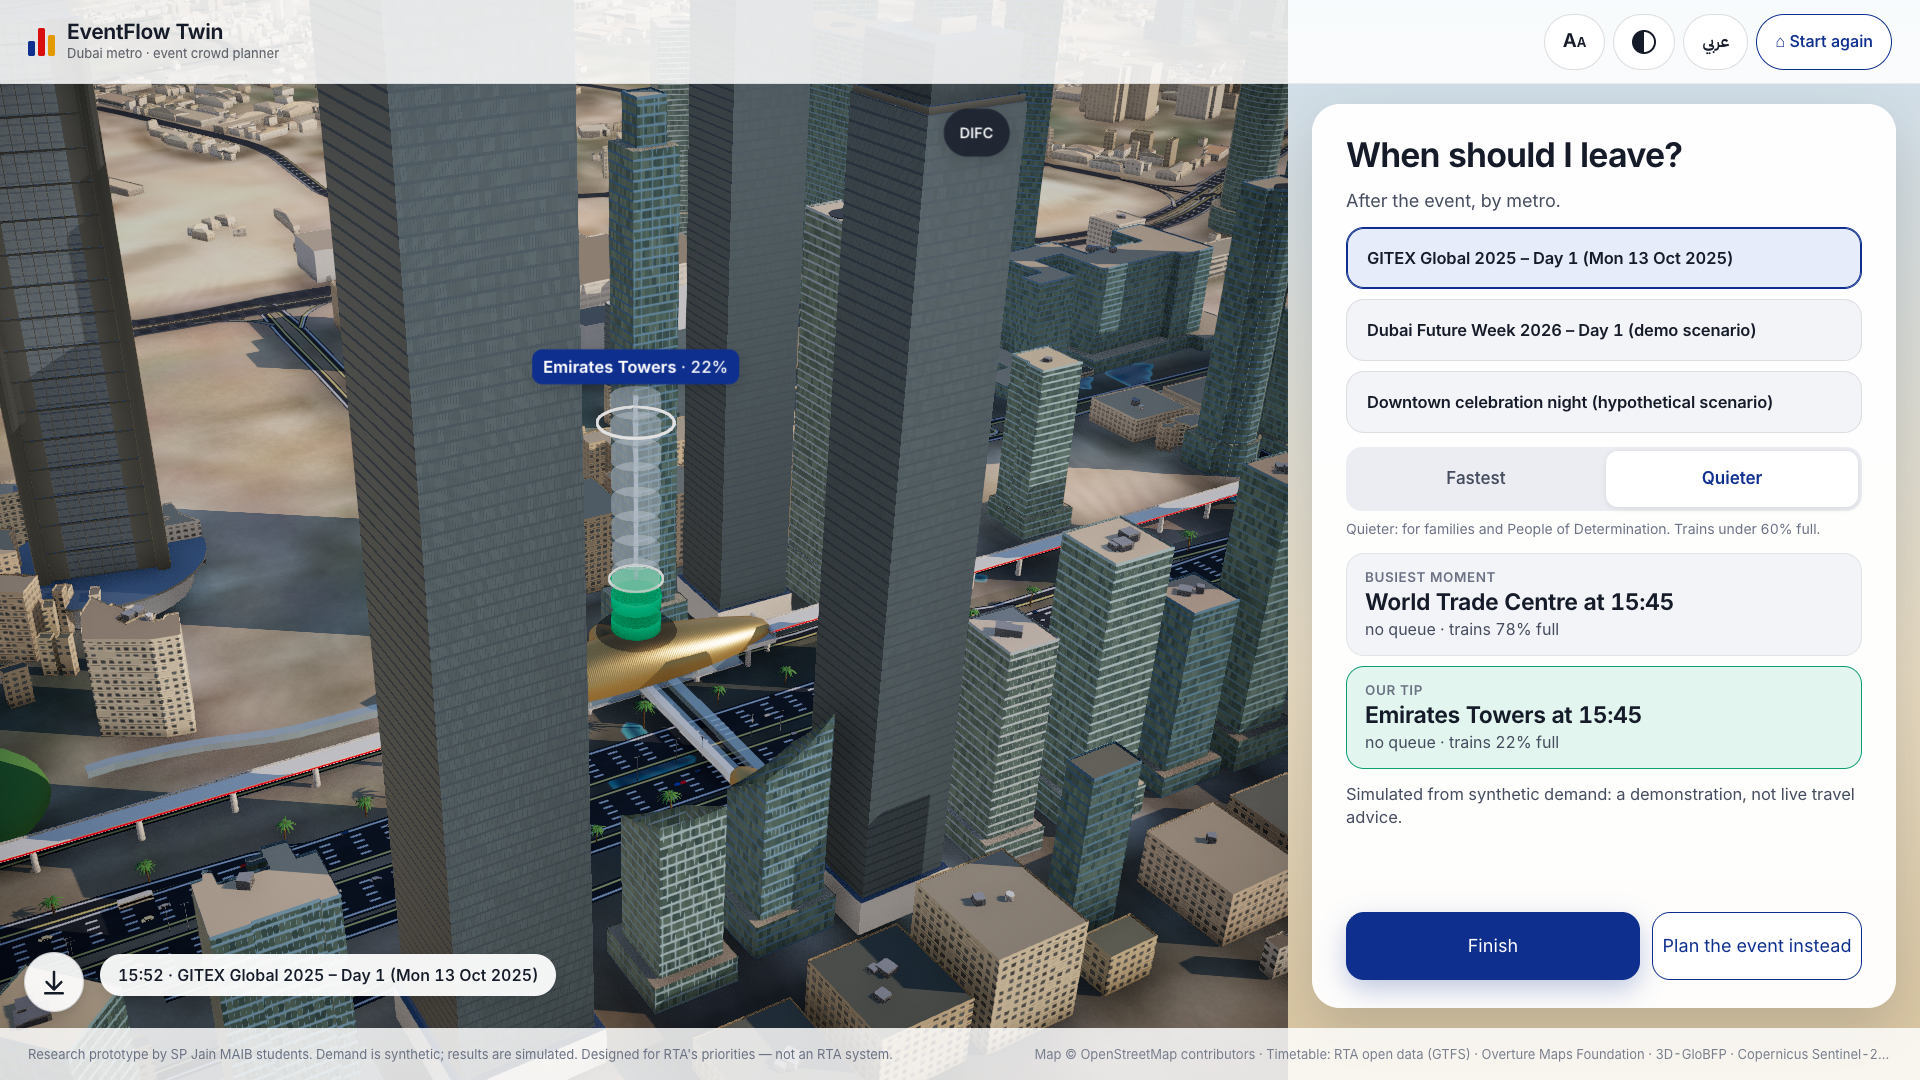 EventFlow Twin
Dubai metro · event crowd planner
AA
عربي
⌂ Start again
DIFC
Emirates Towers · 22%
15:52 · GITEX Global 2025 – Day 1 (Mon 13 Oct 2025)
When should I leave?
After the event, by metro.
GITEX Global 2025 – Day 1 (Mon 13 Oct 2025)
Dubai Future Week 2026 – Day 1 (demo scenario)
Downtown celebration night (hypothetical scenario)
Fastest
Quieter
Quieter: for families and People of Determination. Trains under 60% full.
BUSIEST MOMENT
World Trade Centre at 15:45
no queue · trains 78% full
OUR TIP
Emirates Towers at 15:45
no queue · trains 22% full
Simulated from synthetic demand: a demonstration, not live travel
advice.
Finish
Plan the event instead
Research prototype by SP Jain MAIB students. Demand is synthetic; results are simulated. Designed for RTA's priorities — not an RTA system.
Map © OpenStreetMap contributors · Timetable: RTA open data (GTFS) · Overture Maps Foundation · 3D-GloBFP · Copernicus Sentinel-2…